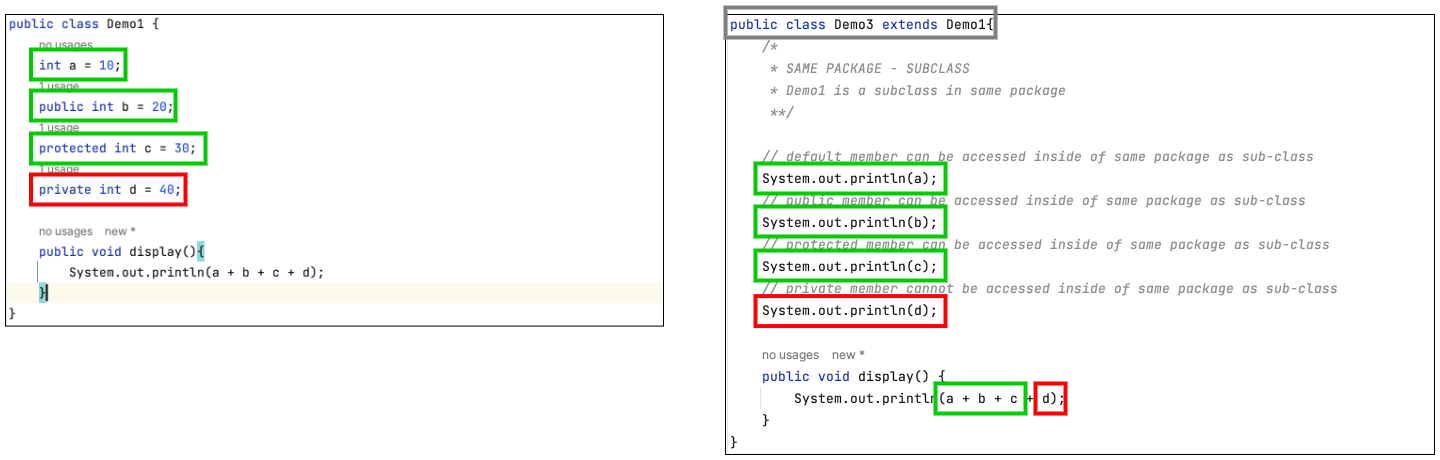 public class Demo1 {
no usages
int a = 10;
1 usage
public int b = 20;
1 usage
protected int c = 30;
1 usage
private int d = 40;
no usages new *
public void display(){
System.out.println(a + b + c + d);
}
}
public class Demo3 extends Demo1{
/*
* SAME PACKAGE - SUBCLASS
* Demo1 is a subclass in same package
**/
// default member can be accessed inside of same package as sub-class
System.out.println(a);
// public member can be accessed inside of same package as sub-class
System.out.println(b);
// protected member can be accessed inside of same package as sub-class
System.out.println(c);
// private member cannot be accessed inside of same package as sub-class
System.out.println(d);
no usages new *
public void display() {
System.out.println(a + b + c + d);
}
}